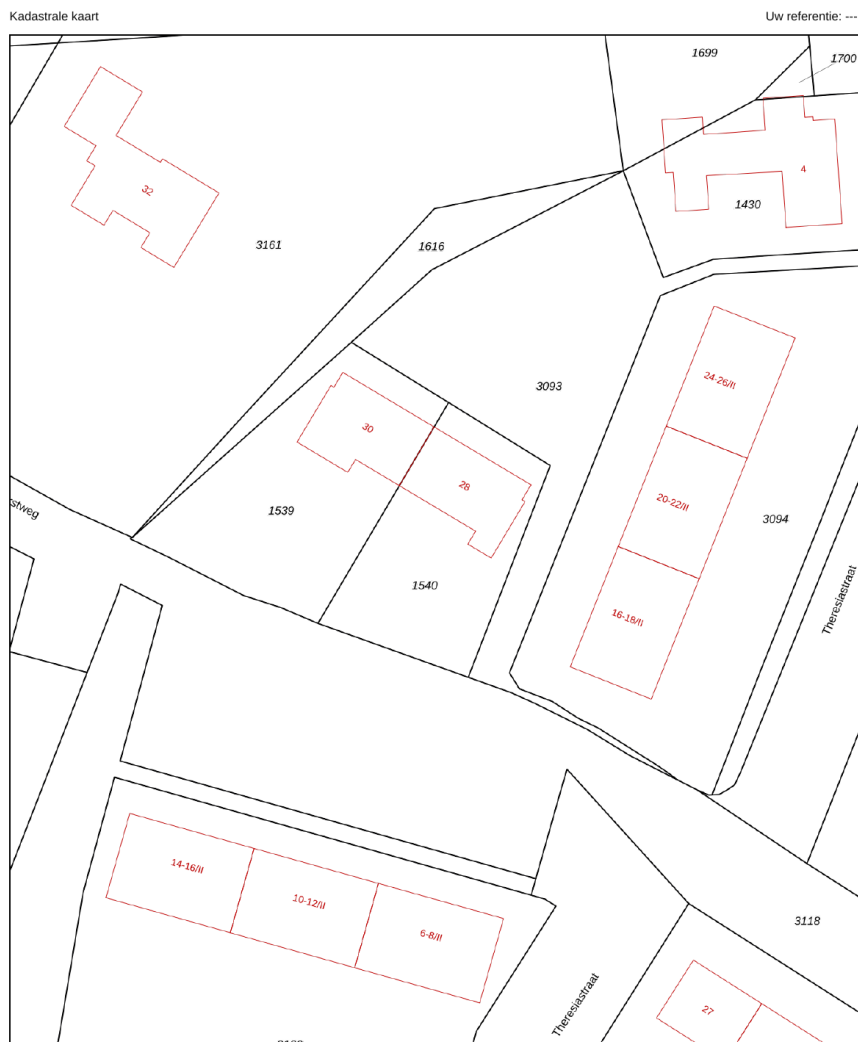 Kadastrale kaart
Uw referentie: ---
1699
1700
4
32
1430
3161
1616
24-26/II
3093
30
28
20-22/II
1539
3094
1540
Theresiastraat
16-18/II
14-16/II
10-12/II
6-8/II
3118
Theresiastraat
27